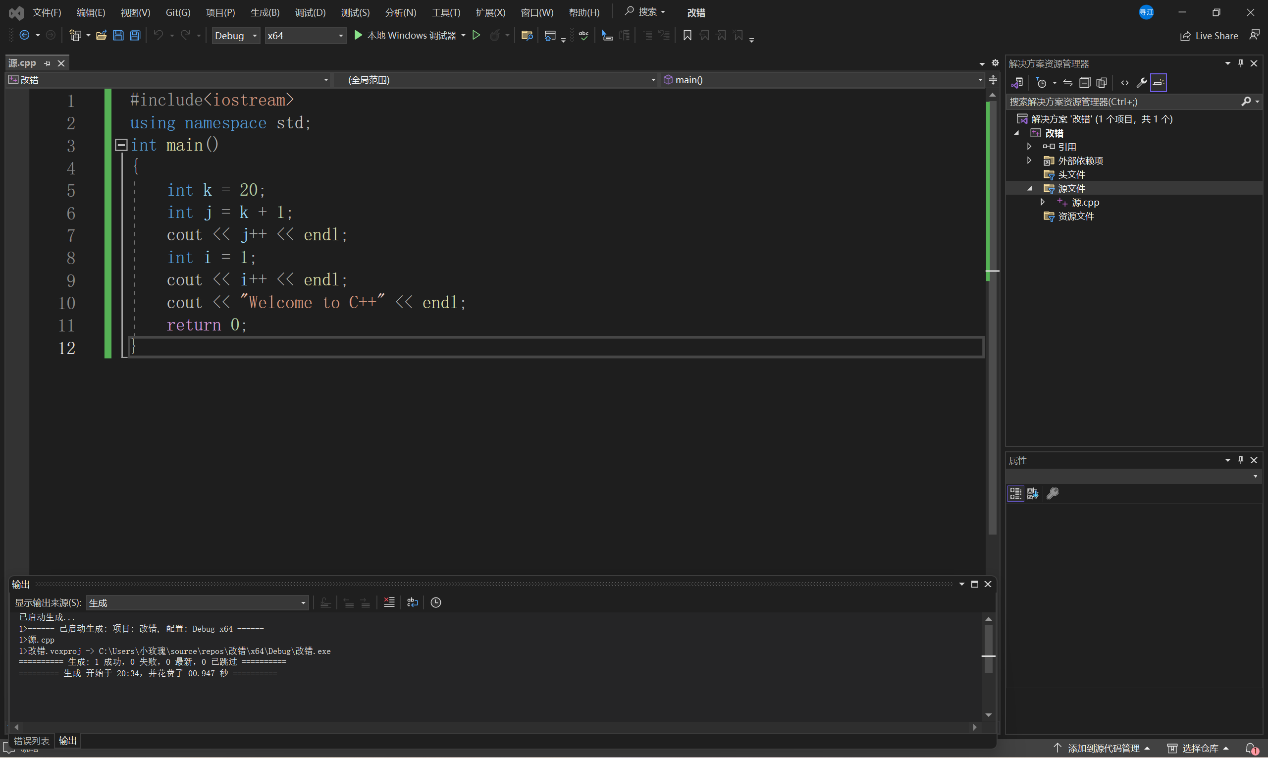 文件(F) 编辑(E) 视图(V) Git(G) 项目(P) 生成(B) 调试(D) 测试(S) 分析(N) 工具(T) 扩展(X) 窗口(W) 帮助(H) 搜索 改错
Debug x64 本地 Windows 调试器 Live Share
源.cpp
改错 (全局范围) main()
1 #include<iostream>
2 using namespace std;
3 int main()
4 {
5 int k = 20;
6 int j = k + 1;
7 cout << j++ << endl;
8 int i = 1;
9 cout << i++ << endl;
10 cout << "Welcome to C++" << endl;
11 return 0;
12 }
解决方案资源管理器
搜索解决方案资源管理器(Ctrl+;)
解决方案 '改错' (1 个项目，共 1 个)
改错
引用
外部依赖项
头文件
源文件
源.cpp
资源文件
属性
输出
显示输出来源(S): 生成
已启动生成...
1>------ 已启动生成: 项目: 改错, 配置: Debug x64 ------
1>源.cpp
1>改错.vcxproj -> C:\Users\小玫瑰\source\repos\改错\x64\Debug\改错.exe
========== 生成: 1 成功，0 失败，0 最新，0 已跳过 ==========
========== 生成 开始于 20:34，并花费了 00.947 秒 ==========
错误列表 输出
添加到源代码管理 选择仓库 1